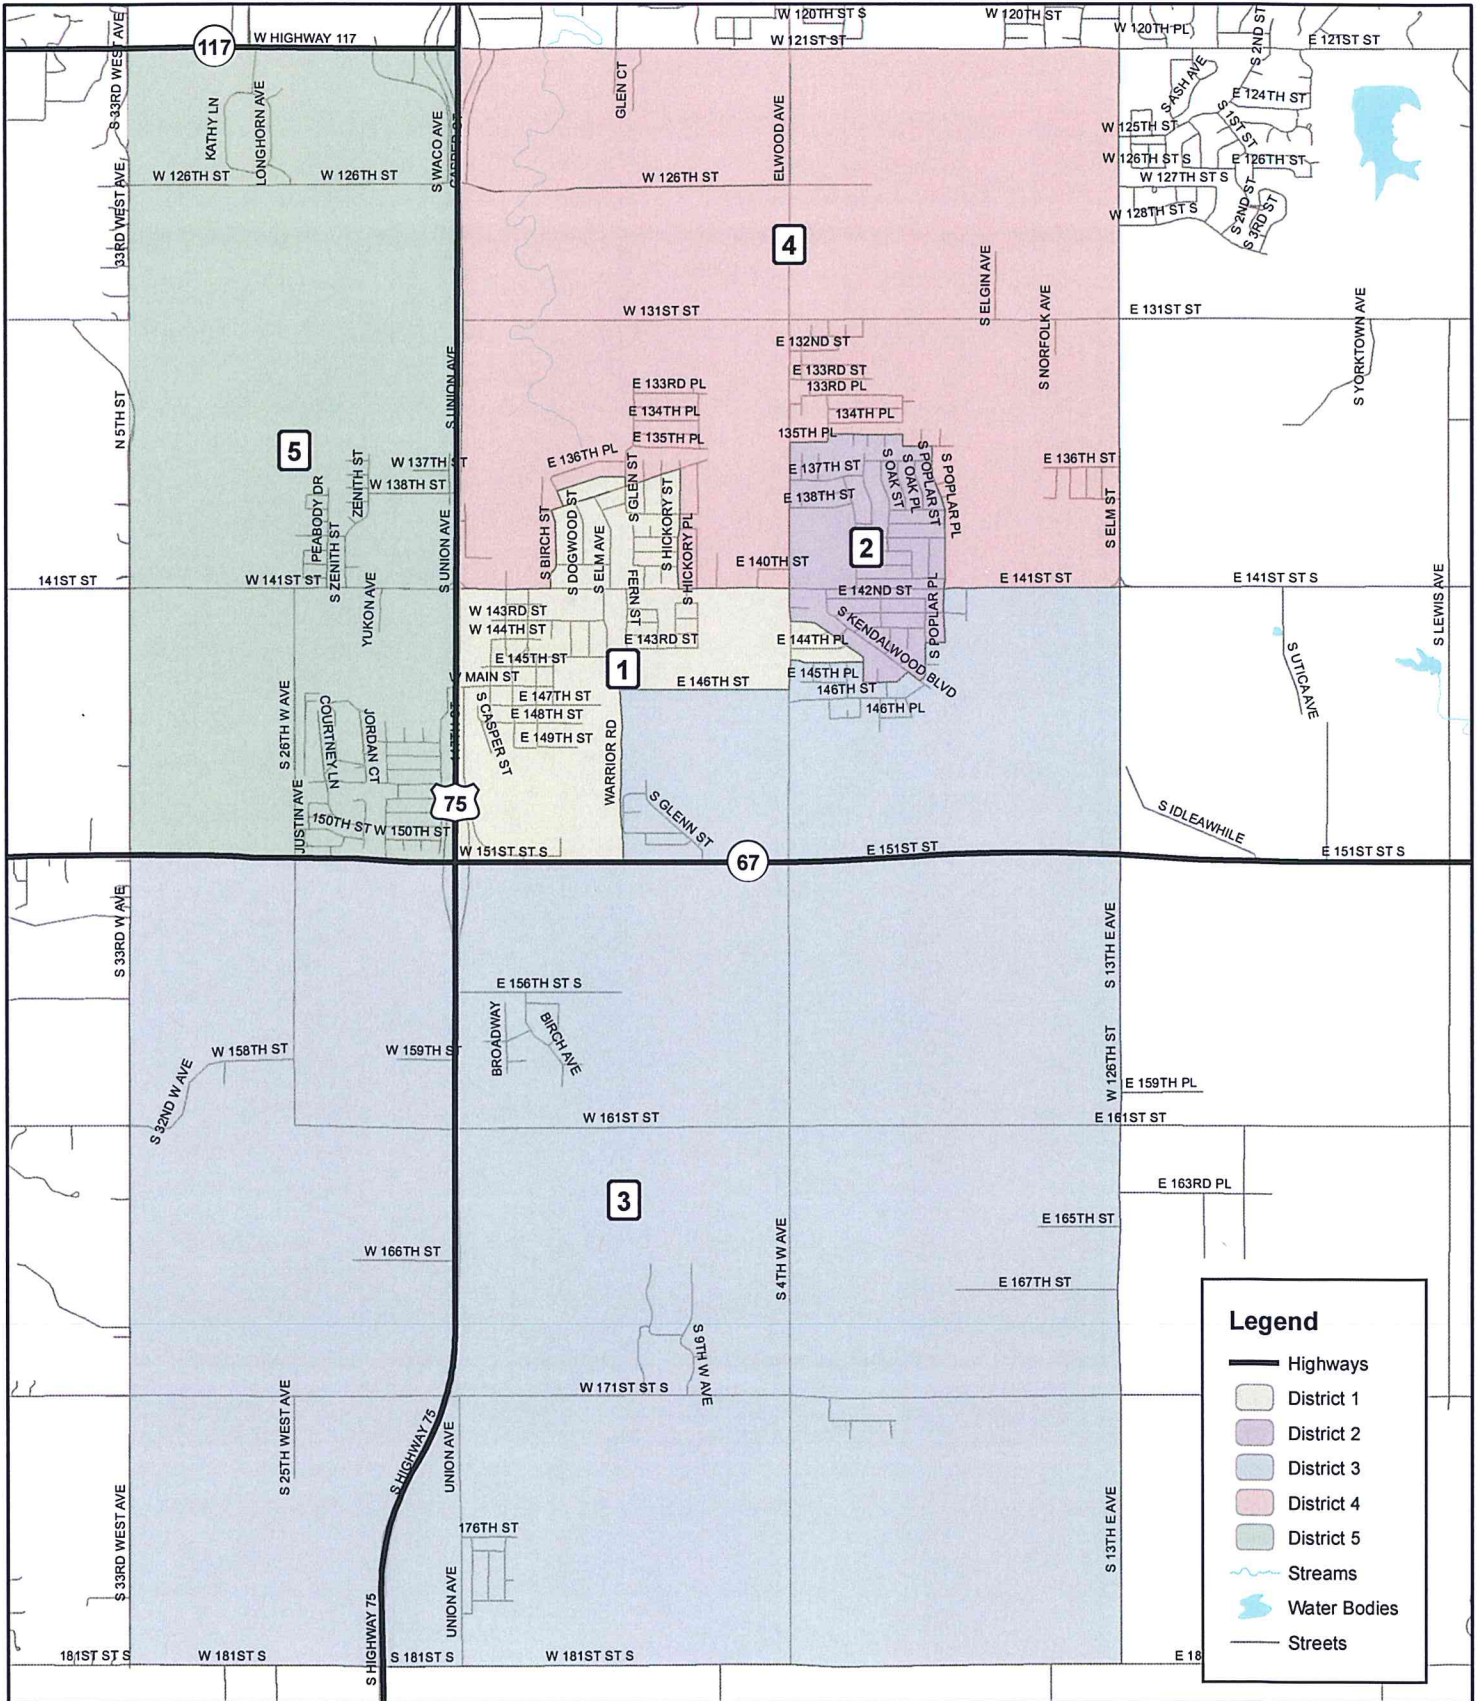 W 120TH ST S
W 120TH ST
W 120TH PL
S 2ND ST
S 33RD WEST AVE
117
W HIGHWAY 117
W 121ST ST
E 121ST ST
KATHY LN
LONGHORN AVE
S WACO AVE
GLEN CT
ELWOOD AVE
S ASH AVE
E 124TH ST
S 1ST ST
W 125TH ST
W 126TH ST S
E 126TH ST
W 126TH ST
W 126TH ST
W 126TH ST
W 127TH ST S
W 128TH ST S
S 2ND ST
S 3RD ST
33RD WEST AVE
4
S ELGIN AVE
S NORFOLK AVE
W 131ST ST
E 131ST ST
S YORKTOWN AVE
E 132ND ST
E 133RD ST
133RD PL
134TH PL
135TH PL
E 133RD PL
E 134TH PL
E 135TH PL
E 136TH PL
N 5TH ST
S UNION AVE
5
W 137TH ST
W 138TH ST
ZENITH ST
PEABODY DR
S ZENITH ST
S UNION AVE
S BIRCH ST
S DOGWOOD ST
S ELM AVE
S GLEN ST
FERN ST
S HICKORY ST
S HICKORY PL
E 137TH ST
E 138TH ST
S OAK ST
S OAK PL
S POPLAR ST
S POPLAR PL
E 136TH ST
S ELM ST
2
E 140TH ST
141ST ST
W 141ST ST
E 141ST ST
E 141ST ST S
YUKON AVE
E 142ND ST
S KENDALWOOD BLVD
S POPLAR PL
S LEWIS AVE
S UTICA AVE
W 143RD ST
W 144TH ST
E 143RD ST
E 144TH PL
E 145TH ST
1
E 145TH PL
W MAIN ST
E 146TH ST
146TH ST
146TH PL
E 147TH ST
E 148TH ST
E 149TH ST
S CASPER ST
WARRIOR RD
S 26TH W AVE
COURTNEY LN
JORDAN CT
JUSTIN AVE
75
150TH ST
W 150TH ST
S GLENN ST
S IDLEAWHILE
W 151ST ST S
67
E 151ST ST
E 151ST ST S
S 33RD W AVE
S 13TH E AVE
E 156TH ST S
BROADWAY
BIRCH AVE
W 158TH ST
W 159TH ST
S 32ND W AVE
W 126TH ST
E 159TH PL
W 161ST ST
E 161ST ST
3
E 163RD PL
E 165TH ST
W 166TH ST
S 4TH W AVE
E 167TH ST
S 9TH W AVE
W 171ST ST S
S 25TH WEST AVE
S HIGHWAY 75
UNION AVE
S 33RD WEST AVE
S 13TH E AVE
176TH ST
UNION AVE
S HIGHWAY 75
181ST ST S
W 181ST S
S 181ST S
W 181ST ST S
E 18
Legend
Highways
District 1
District 2
District 3
District 4
District 5
Streams
Water Bodies
Streets